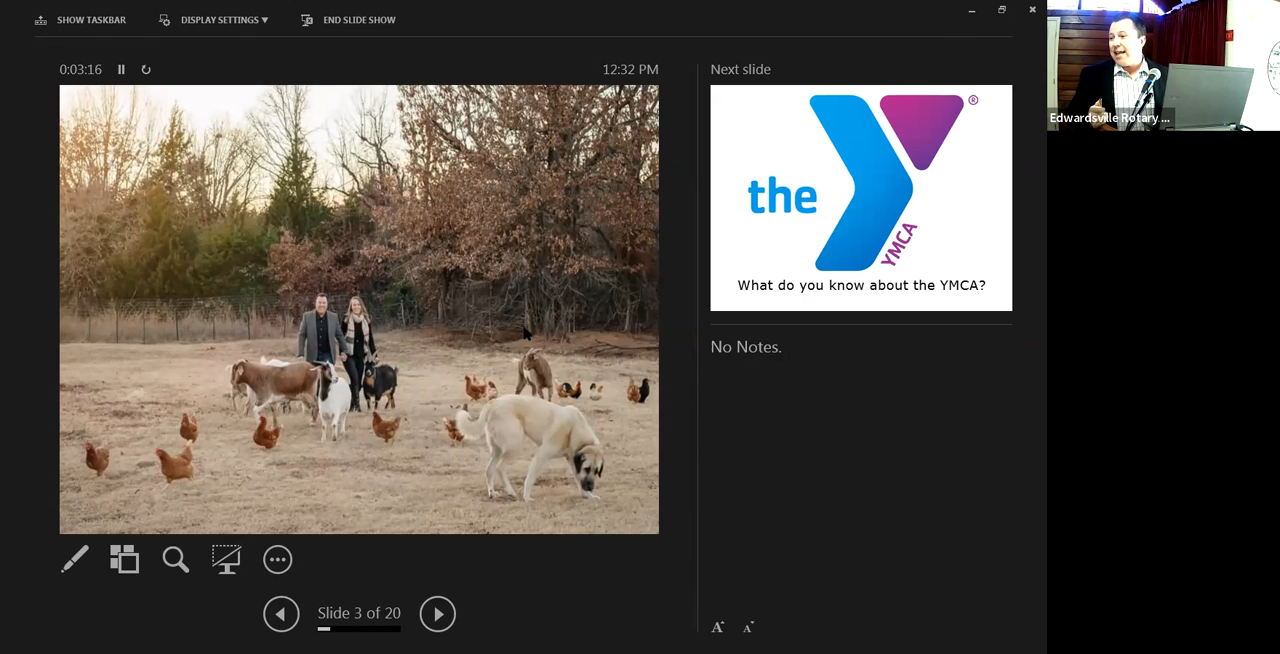 SHOW TASKBAR
DISPLAY SETTINGS ▼
END SLIDE SHOW
0:03:16
12:32 PM
Next slide
the
YMCA
®
What do you know about the YMCA?
No Notes.
Slide 3 of 20
A A
Edwardsville Rotary....